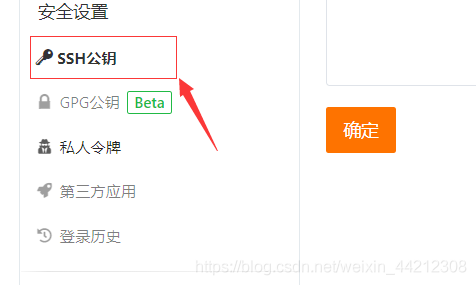 安全设置
SSH公钥
GPG公钥 Beta
私人令牌
第三方应用
登录历史
确定
https://blog.csdn.net/weixin_44212308